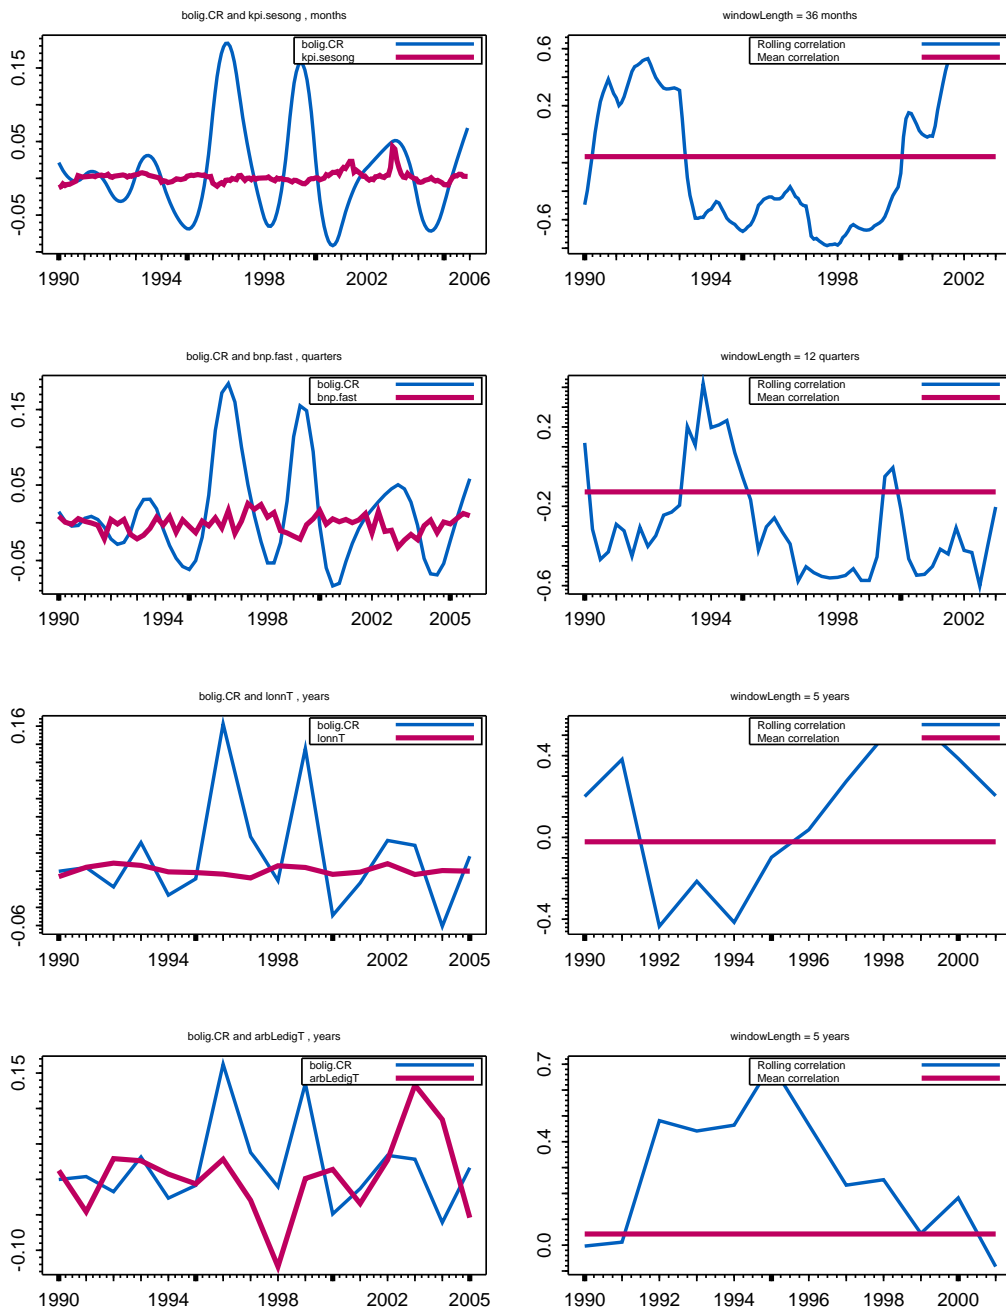 bolig.CR and kpi.sesong , months
bolig.CR
kpi.sesong
0.15
0.05
-0.05
1990 1994 1998 2002 2006
windowLength = 36 months
Rolling correlation
Mean correlation
0.6
0.2
-0.6
1990 1994 1998 2002
bolig.CR and bnp.fast , quarters
bolig.CR
bnp.fast
0.15
0.05
-0.05
1990 1994 1998 2002 2005
windowLength = 12 quarters
Rolling correlation
Mean correlation
0.2
-0.2
-0.6
1990 1994 1998 2002
bolig.CR and lonnT , years
bolig.CR
lonnT
0.16
-0.06
1990 1994 1998 2002 2005
windowLength = 5 years
Rolling correlation
Mean correlation
0.4
0.0
-0.4
1990 1992 1994 1996 1998 2000
bolig.CR and arbLedigT , years
bolig.CR
arbLedigT
0.15
-0.10
1990 1994 1998 2002 2005
windowLength = 5 years
Rolling correlation
Mean correlation
0.7
0.4
0.0
1990 1992 1994 1996 1998 2000